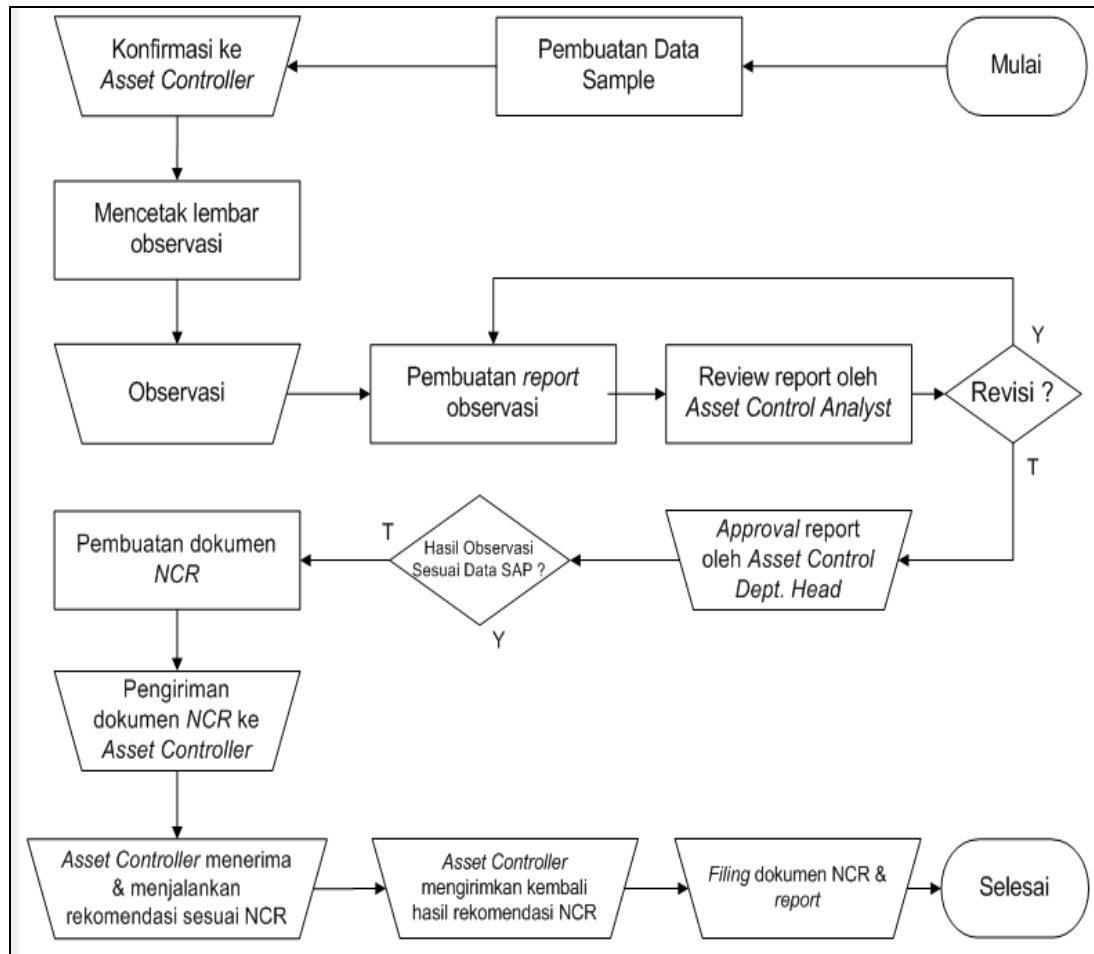 Mulai
Pembuatan Data
Sample
Konfirmasi ke
Asset Controller
Mencetak lembar
observasi
Observasi
Pembuatan report
observasi
Review report oleh
Asset Control Analyst
Revisi ?
Y
T
Approval report
oleh Asset Control
Dept. Head
Hasil Observasi
Sesuai Data SAP ?
T
Y
Pembuatan dokumen
NCR
Pengiriman
dokumen NCR ke
Asset Controller
Asset Controller menerima
& menjalankan
rekomendasi sesuai NCR
Asset Controller
mengirimkan kembali
hasil rekomendasi NCR
Filing dokumen NCR &
report
Selesai